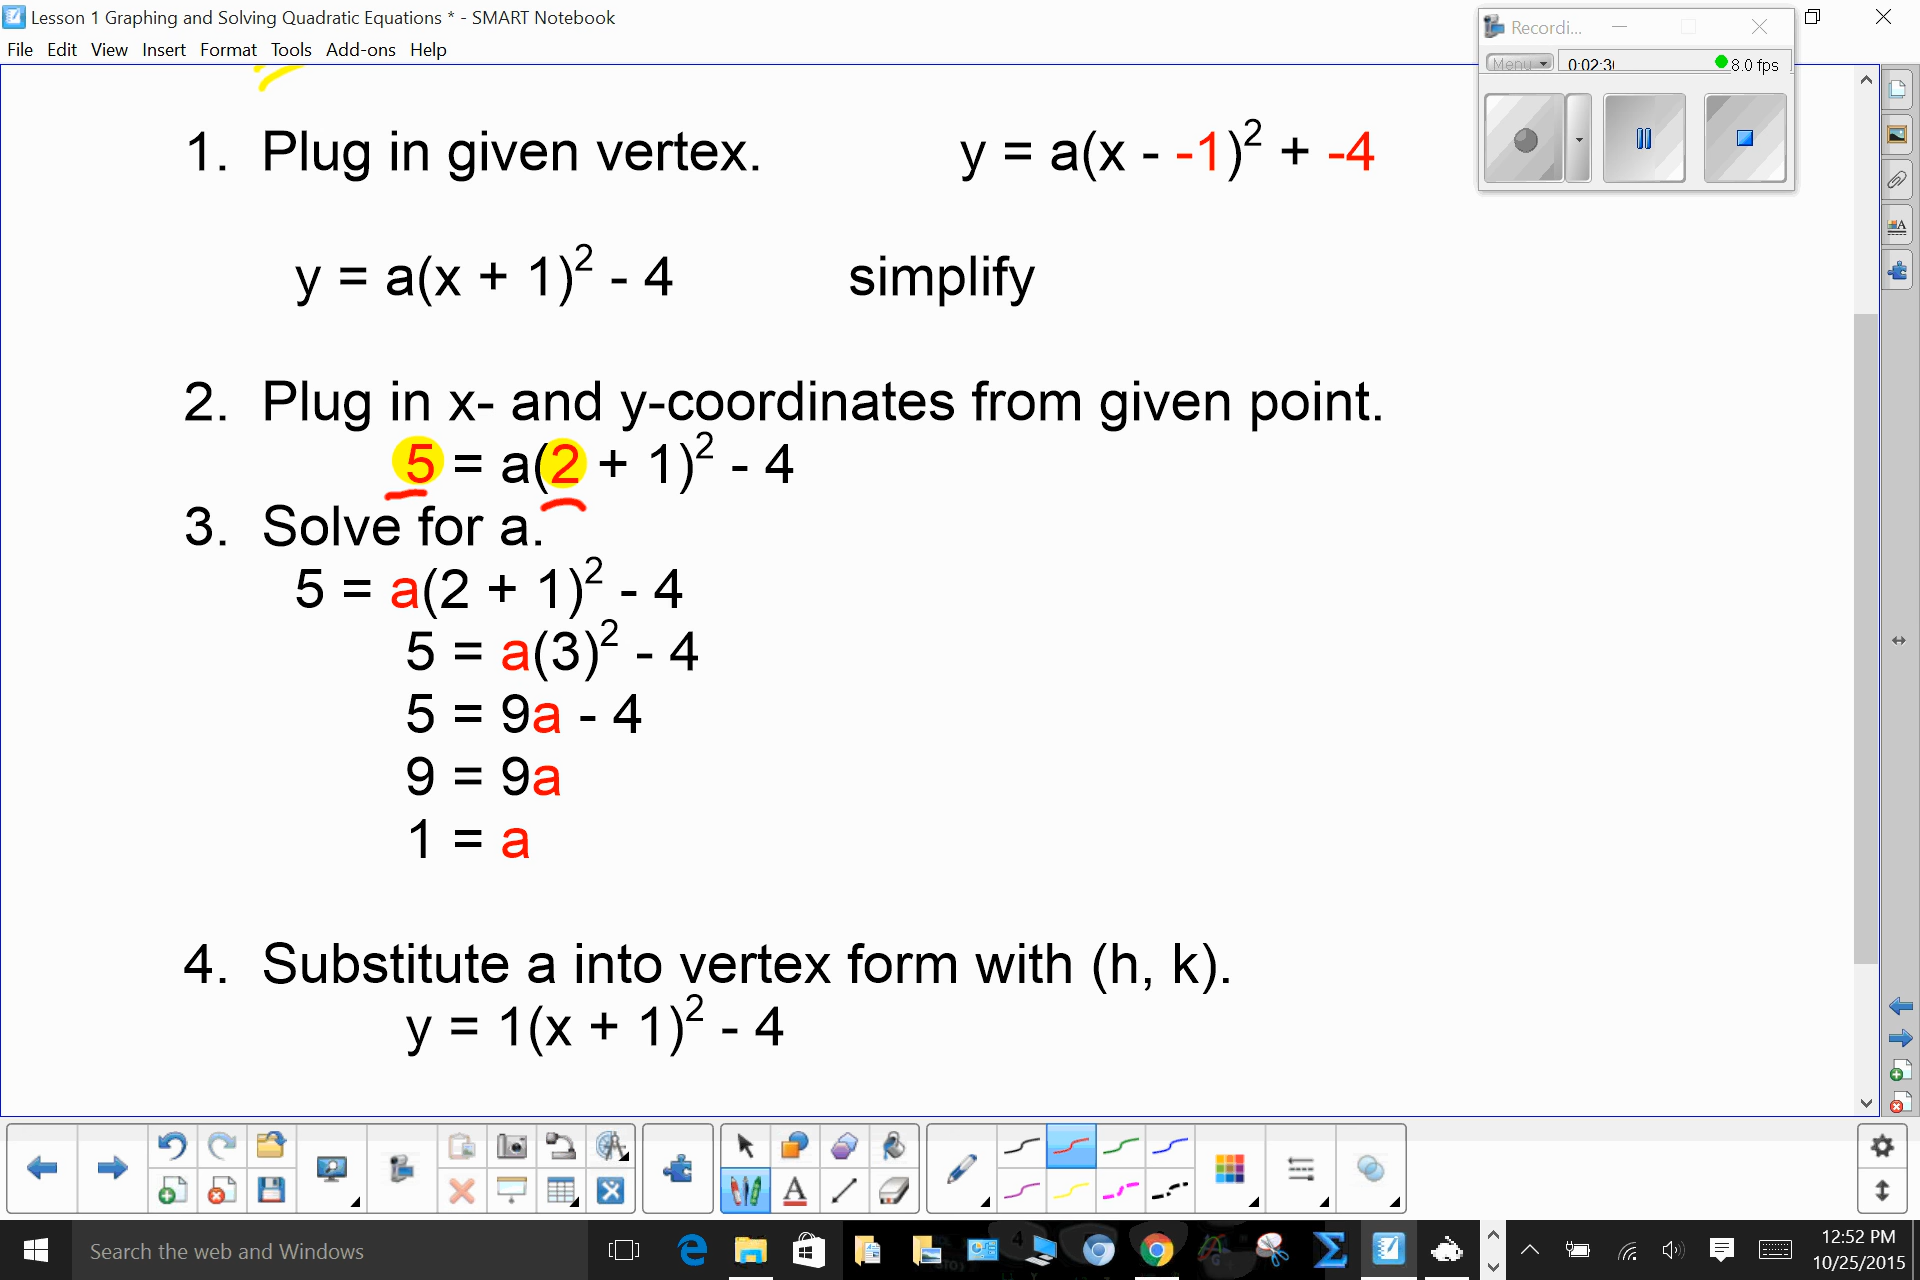 Lesson 1 Graphing and Solving Quadratic Equations * - SMART Notebook
File Edit View Insert Format Tools Add-ons Help
Recordi...
Menu 0:02:3 8.0 fps
1. Plug in given vertex. y = a(x - -1)² + -4
y = a(x + 1)² - 4 simplify
2. Plug in x- and y-coordinates from given point.
5 = a(2 + 1)² - 4
3. Solve for a.
5 = a(2 + 1)² - 4
5 = a(3)² - 4
5 = 9a - 4
9 = 9a
1 = a
4. Substitute a into vertex form with (h, k).
y = 1(x + 1)² - 4
Search the web and Windows
12:52 PM
10/25/2015